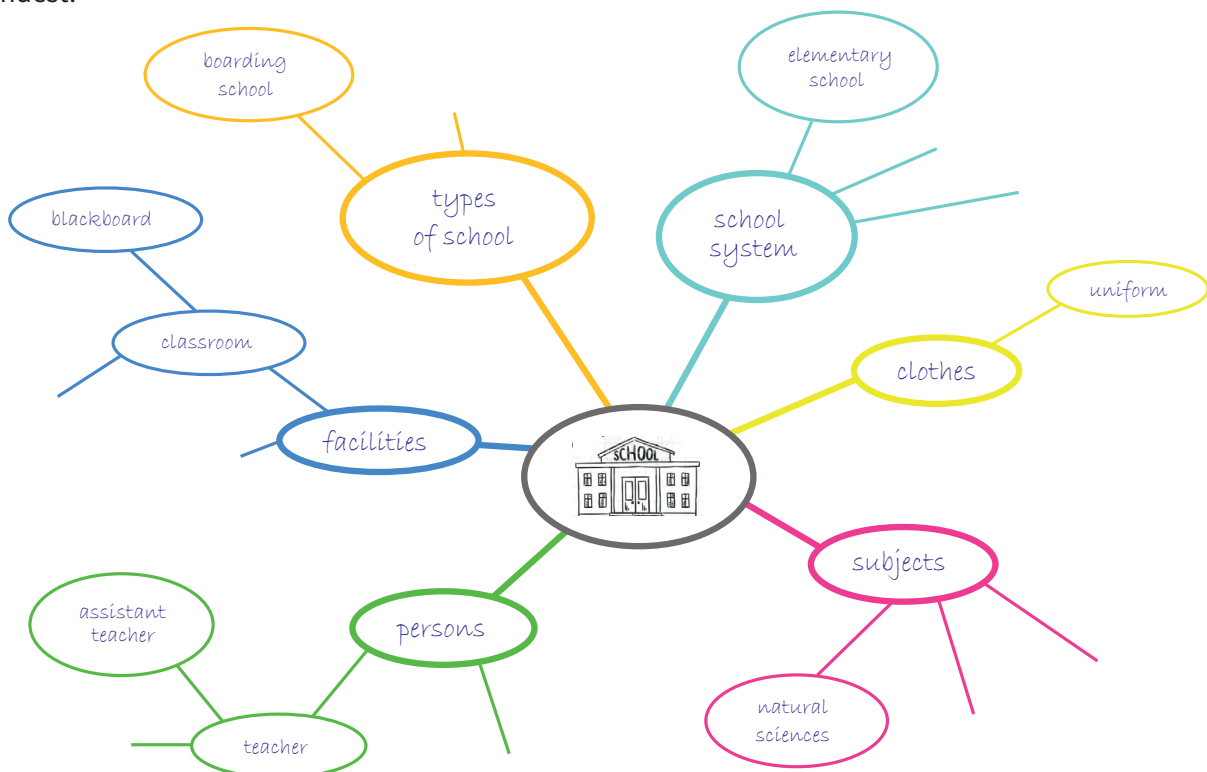 boarding
school
elementary
school
types
of school
school
system
blackboard
uniform
classroom
clothes
facilities
SCHOOL
subjects
assistant
teacher
persons
natural
sciences
teacher